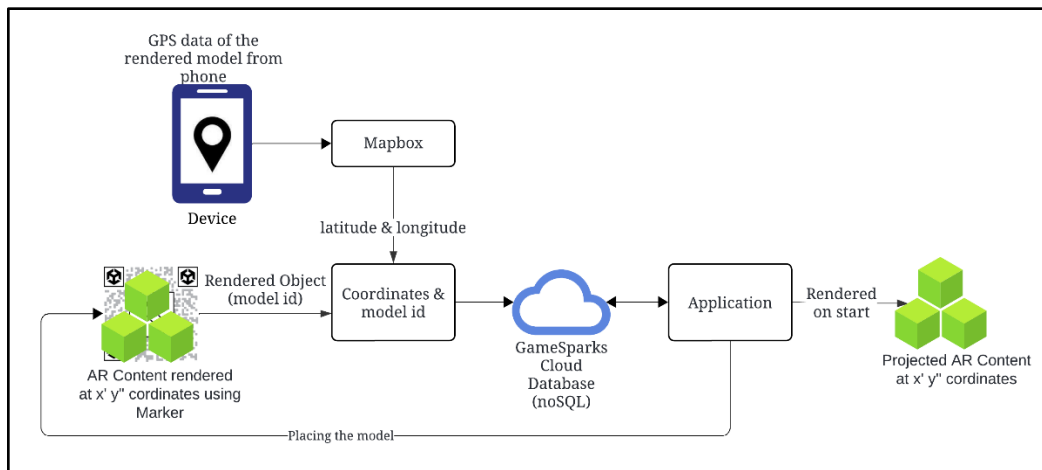 GPS data of the
rendered model from
phone
Mapbox
Device
latitude & longitude
Rendered Object
(model id)
Coordinates &
model id
Application
Rendered
on start
GameSparks
Cloud
Database
(noSQL)
AR Content rendered
at x' y'' cordinates using
Marker
Projected AR Content
at x' y'' cordinates
Placing the model